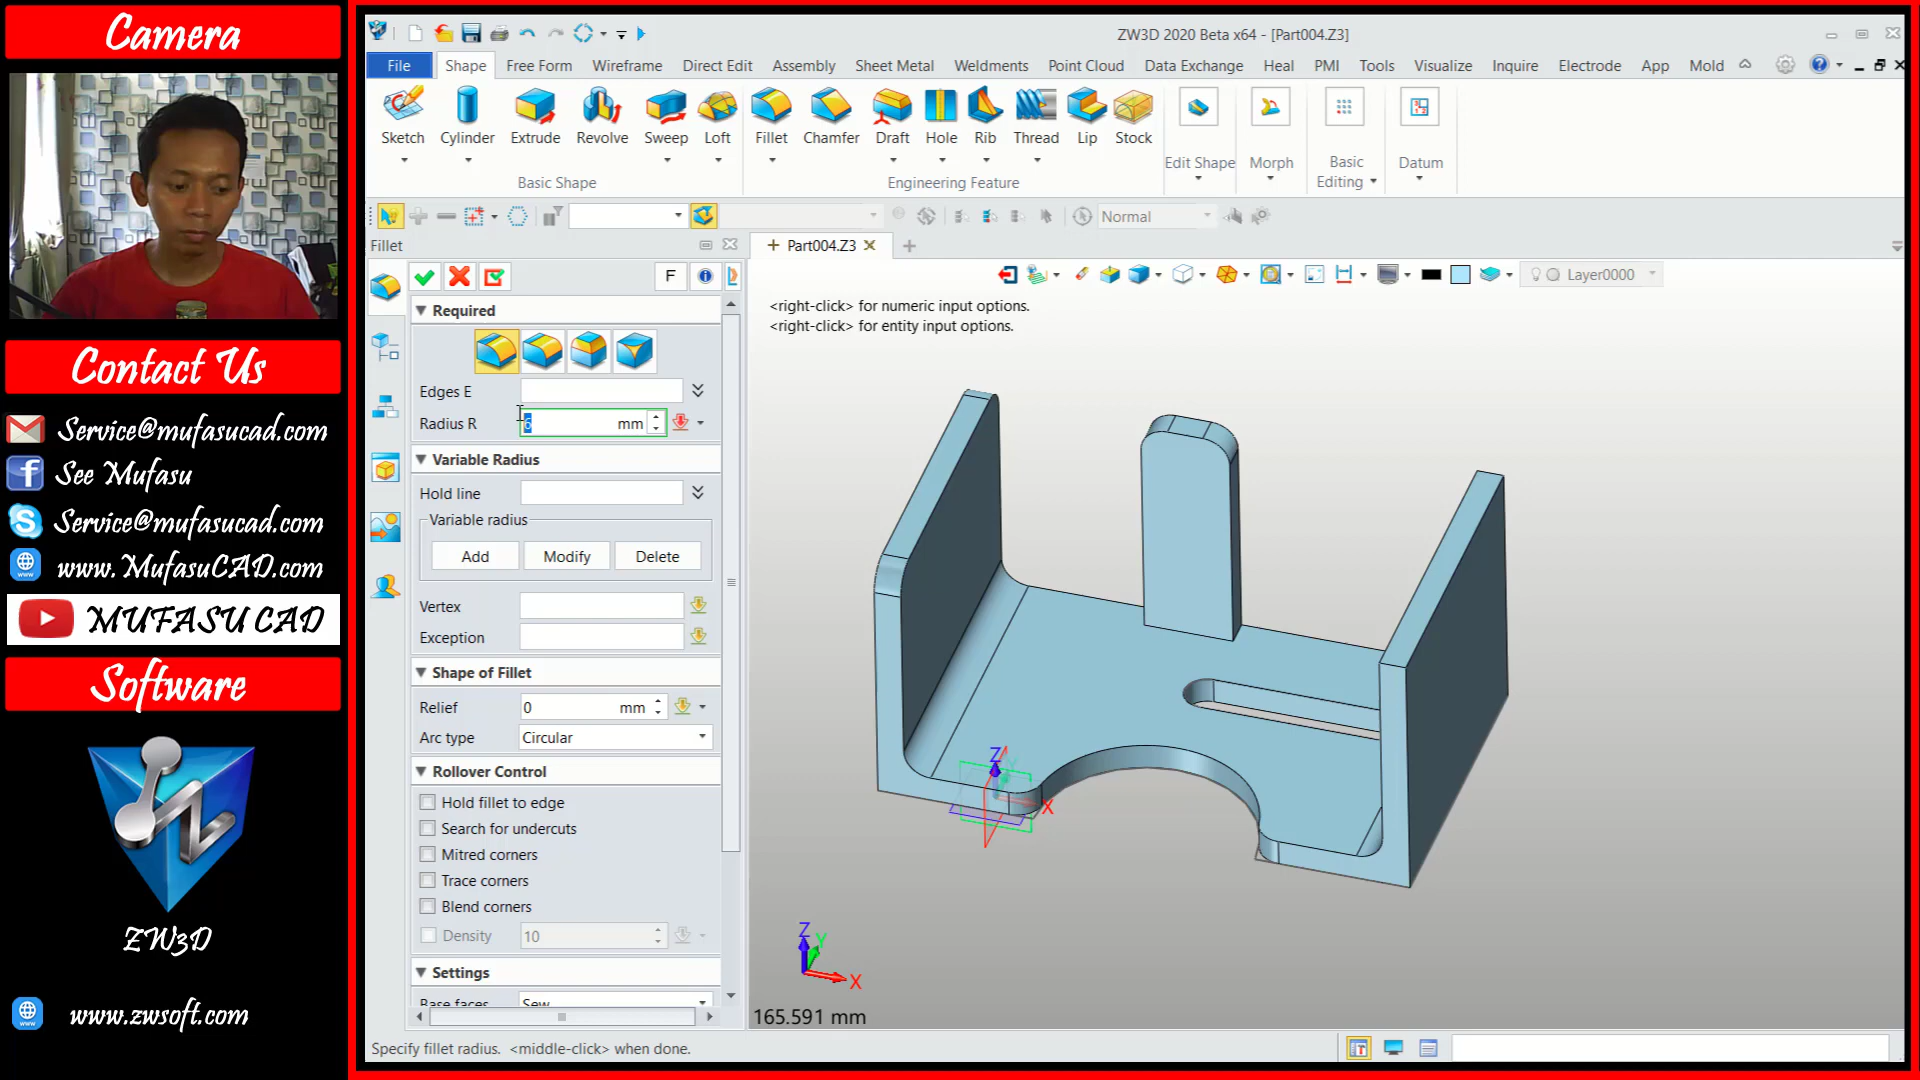 Camera
Contact Us
Service@mufasucad.com
See Mufasu
Service@mufasucad.com
www.MufasuCAD.com
MUFASU CAD
Software
ZW3D
www.zwsoft.com
ZW3D 2020 Beta x64 - [Part004.Z3]
File Shape Free Form Wireframe Direct Edit Assembly Sheet Metal Weldments Point Cloud Data Exchange Heal PMI Tools Visualize Inquire Electrode App Mold
Sketch Cylinder Extrude Revolve Sweep Loft Fillet Chamfer Draft Hole Rib Thread Lip Stock
Edit Shape Morph Basic Editing Datum
Basic Shape Engineering Feature
Normal
Fillet
Part004.Z3
F
Layer0000
<right-click> for numeric input options.
<right-click> for entity input options.
Required
Edges E
Radius R 6 mm
Variable Radius
Hold line
Variable radius
Add Modify Delete
Vertex
Exception
Shape of Fillet
Relief 0 mm
Arc type Circular
Rollover Control
Hold fillet to edge
Search for undercuts
Mitred corners
Trace corners
Blend corners
Density 10
Settings
Base faces Sew
Z
Y
X
Z
Y
X
165.591 mm
Specify fillet radius. <middle-click> when done.